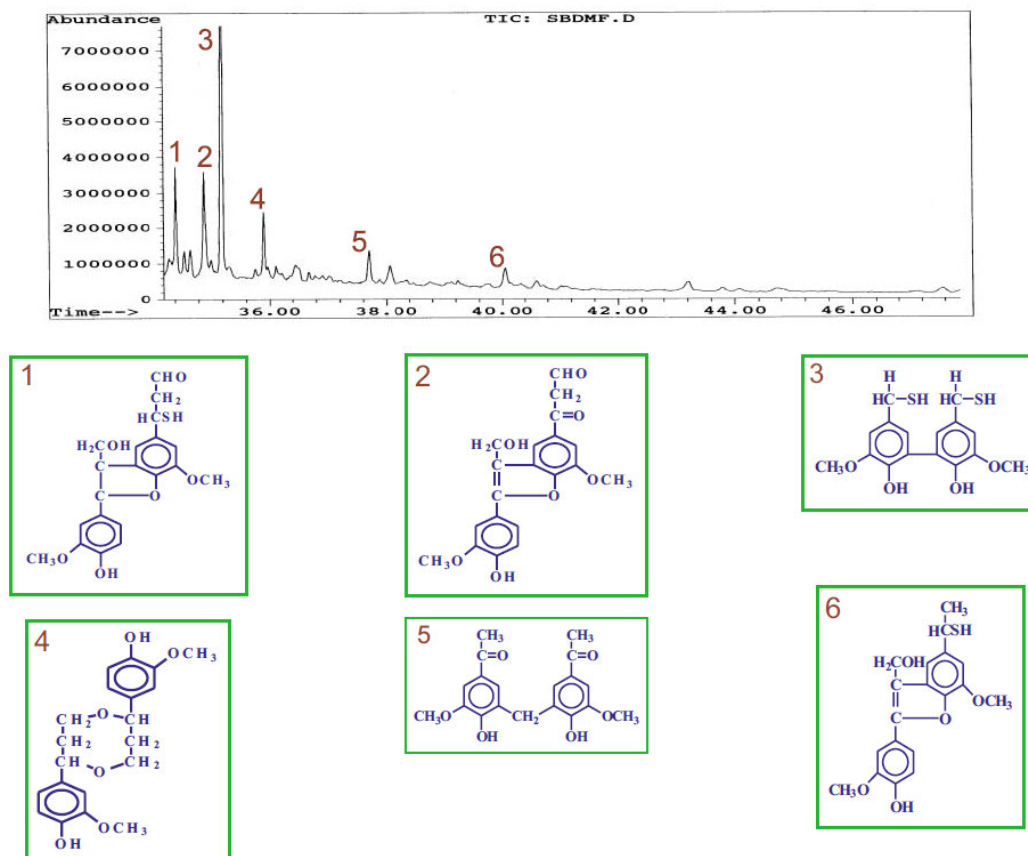 Abundance
TIC: SBDMF.D
7000000
6000000
5000000
4000000
3000000
2000000
1000000
0
1
2
3
4
5
6
Time-->
36.00
38.00
40.00
42.00
44.00
46.00
1
CHO
CH₂
HCSH
H₂COH
C
C
O
OCH₃
CH₃O
OH
2
CHO
CH₂
C=O
H₂COH
C
C
O
OCH₃
CH₃O
OH
3
H
H
HC-SH
HC-SH
CH₃O
OCH₃
OH
OH
4
OH
OCH₃
CH₂
O
CH
CH₂
CH₂
CH
O
CH₂
OCH₃
OH
5
CH₃
CH₃
C=O
C=O
CH₃O
CH₂
OCH₃
OH
OH
6
CH₃
HCSH
H₂COH
C
C
O
OCH₃
CH₃O
OH